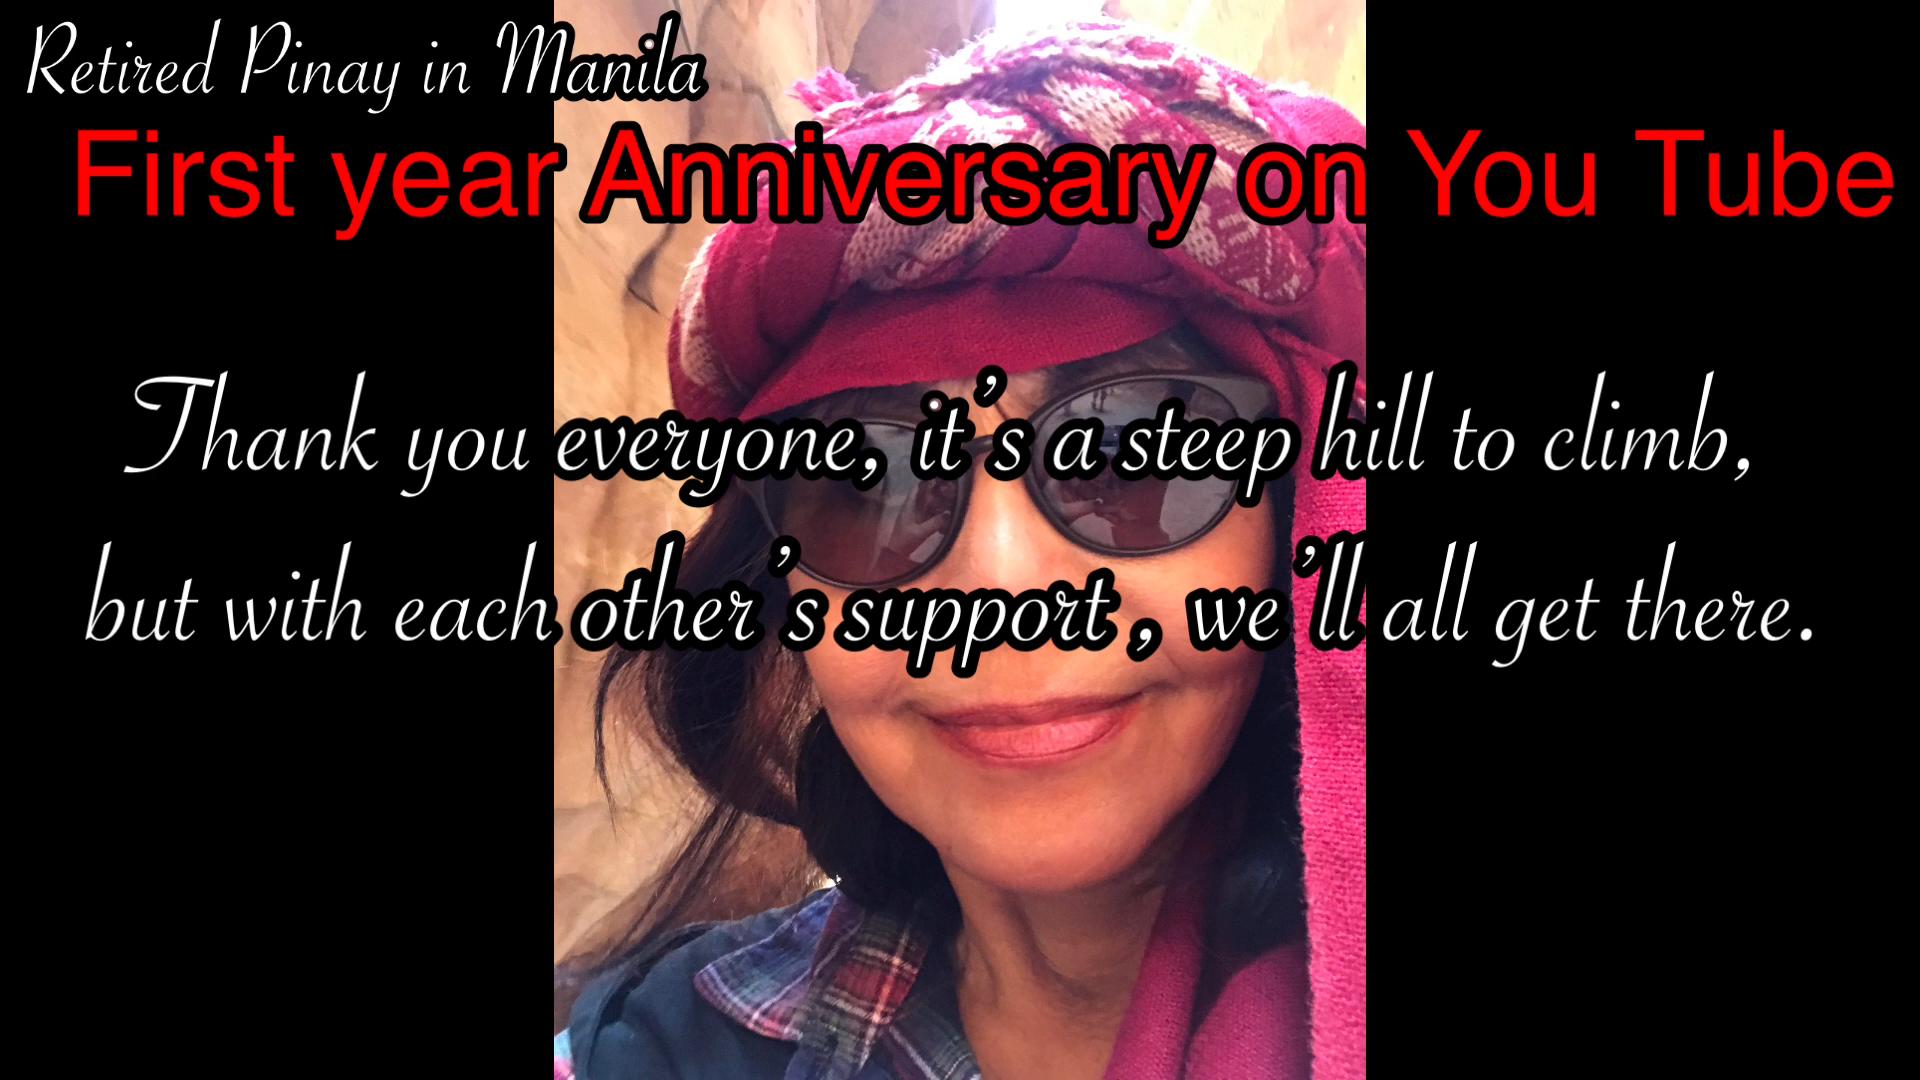 Retired Pinay in Manila
First year Anniversary on You Tube
Thank you everyone, it's a steep hill to climb,
but with each other's support , we'll all get there.